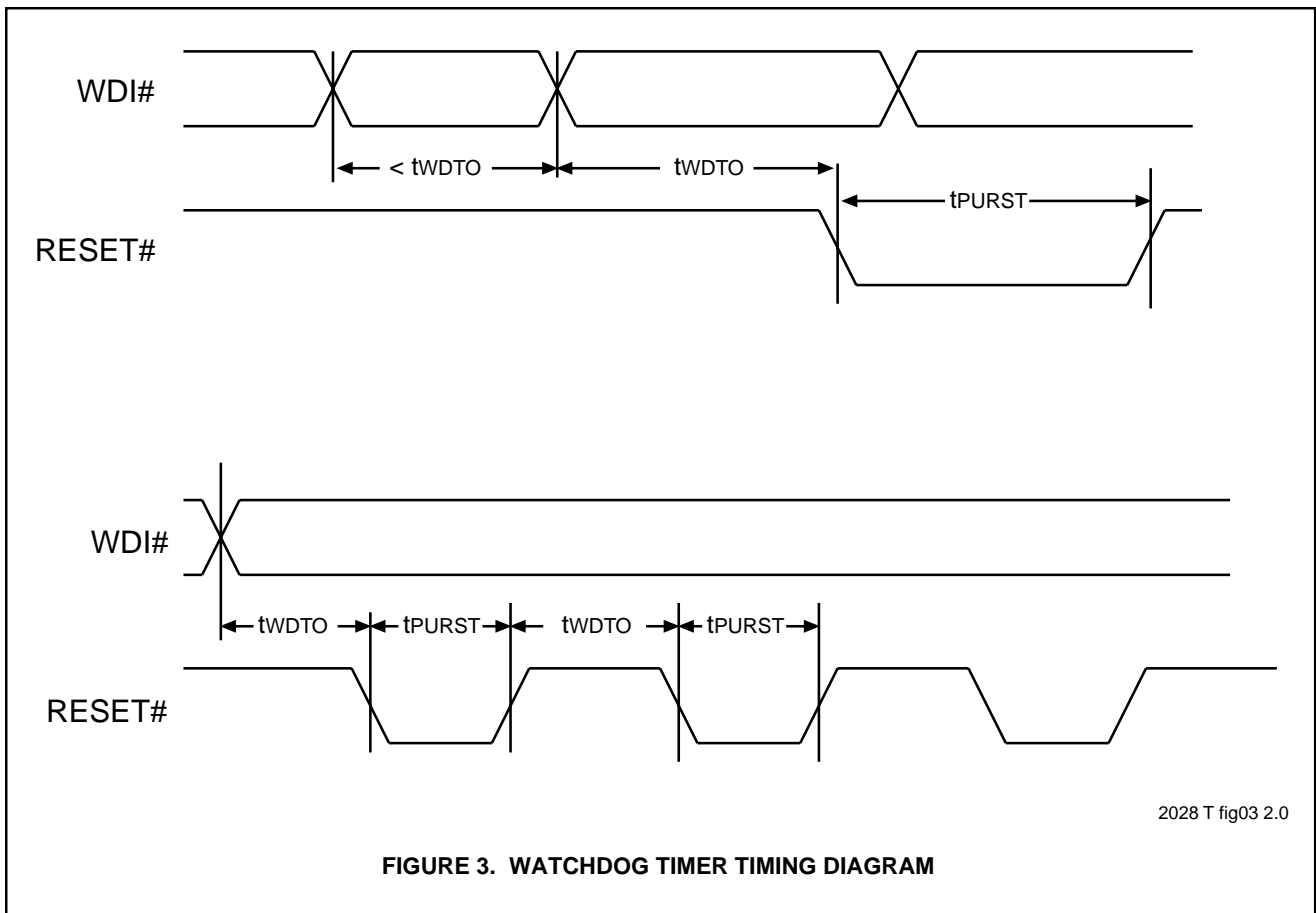 WDI#
< tWDTO
tWDTO
tPURST
RESET#
WDI#
tWDTO
tPURST
tWDTO
tPURST
RESET#
2028 T fig03 2.0
FIGURE 3. WATCHDOG TIMER TIMING DIAGRAM